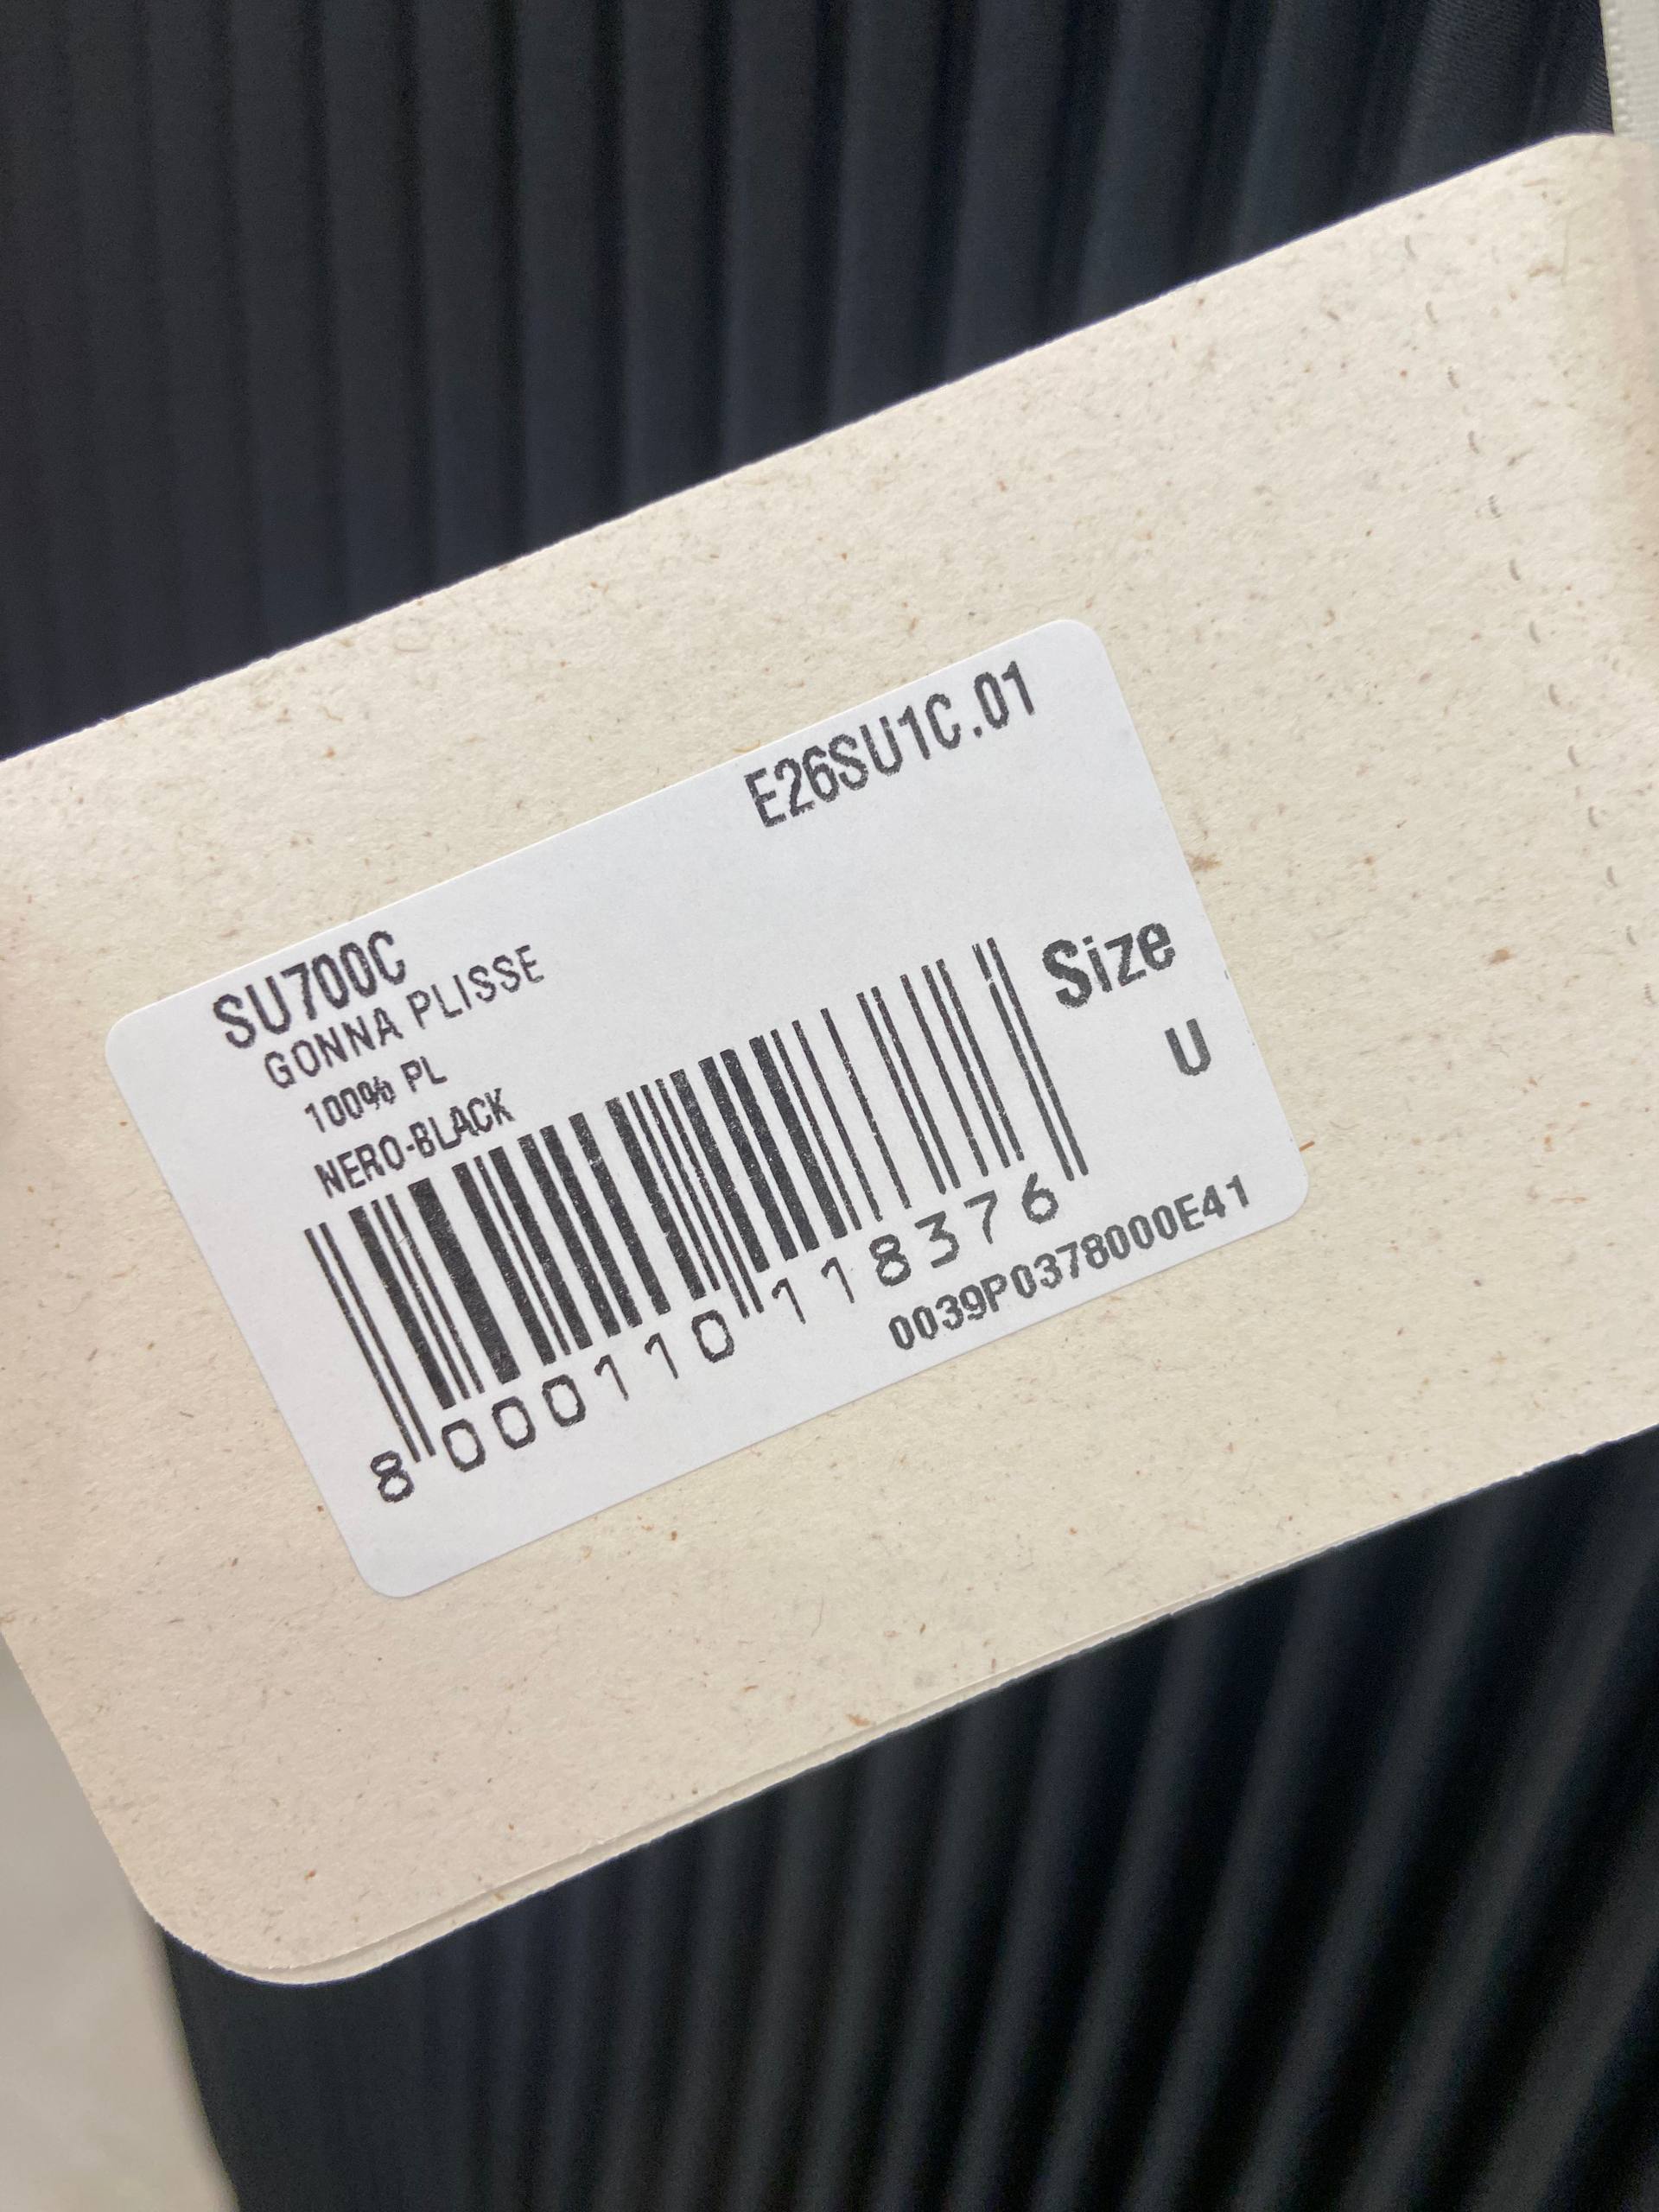 E26SU1C.01
SU700C
GONNA PLISSE
100% PL
NERO-BLACK
Size
U
8 000110 118376
0039P0378000E41